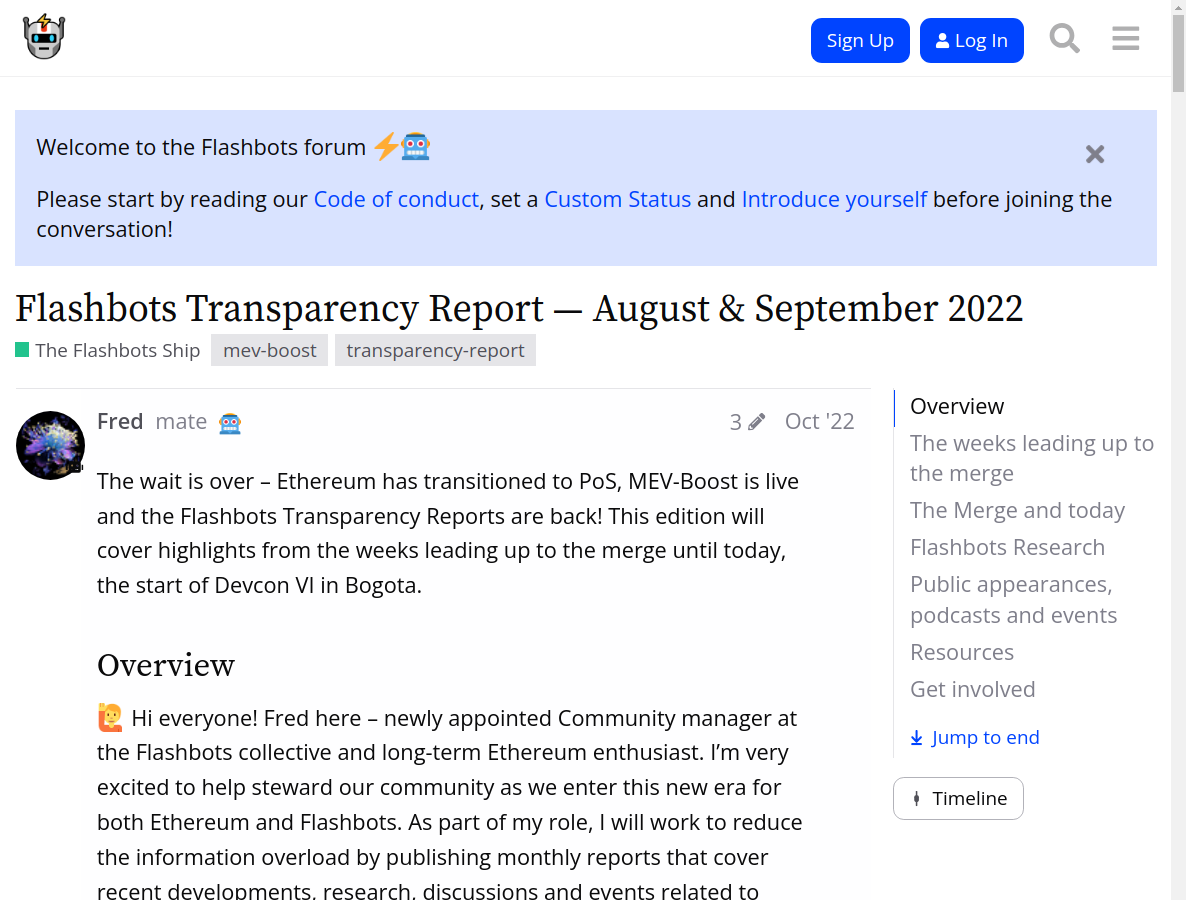 Sign Up
Log In
Welcome to the Flashbots forum
Please start by reading our Code of conduct, set a Custom Status and Introduce yourself before joining the
conversation!
Flashbots Transparency Report — August & September 2022
The Flashbots Ship
mev-boost
transparency-report
Fred mate
3
Oct '22
The wait is over – Ethereum has transitioned to PoS, MEV-Boost is live
and the Flashbots Transparency Reports are back! This edition will
cover highlights from the weeks leading up to the merge until today,
the start of Devcon VI in Bogota.
Overview
Hi everyone! Fred here – newly appointed Community manager at
the Flashbots collective and long-term Ethereum enthusiast. I’m very
excited to help steward our community as we enter this new era for
both Ethereum and Flashbots. As part of my role, I will work to reduce
the information overload by publishing monthly reports that cover
recent developments, research, discussions and events related to
Overview
The weeks leading up to
the merge
The Merge and today
Flashbots Research
Public appearances,
podcasts and events
Resources
Get involved
Jump to end
Timeline